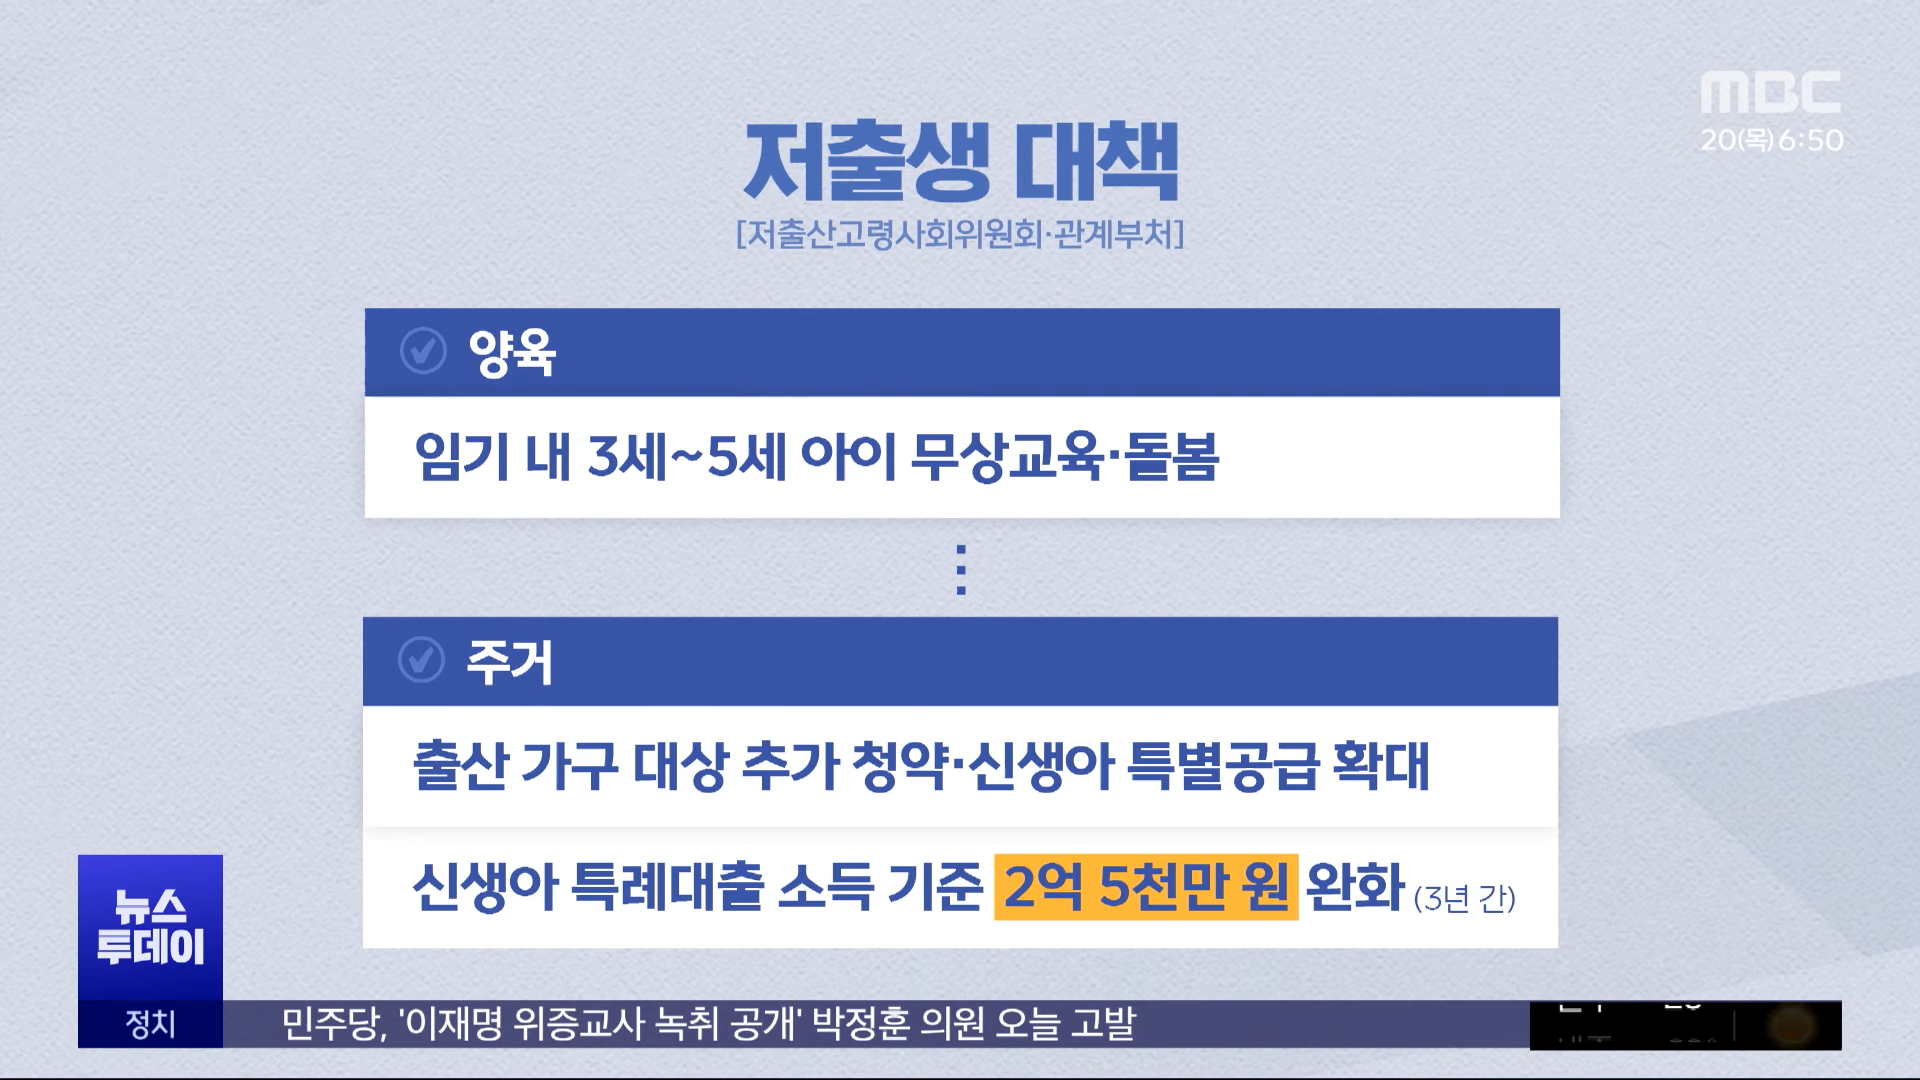 MBC
20(목)6:50
저출생 대책
[저출산고령사회위원회·관계부처]
양육
임기 내 3세~5세 아이 무상교육·돌봄
주거
출산 가구 대상 추가 청약·신생아 특별공급 확대
신생아 특례대출 소득 기준 2억 5천만 원 완화 (3년 간)
뉴스
투데이
정치
민주당, '이재명 위증교사 녹취 공개' 박정훈 의원 오늘 고발